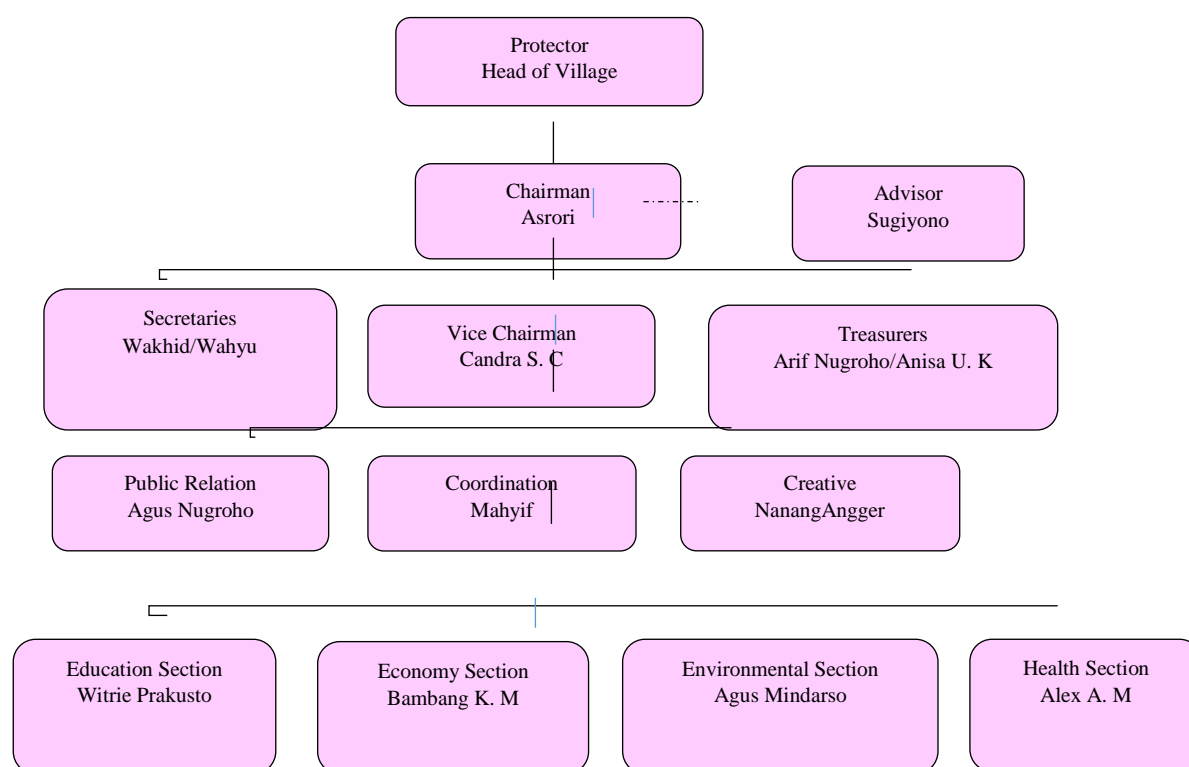 Protector
Head of Village
Chairman
Asrori
Advisor
Sugiyono
Secretaries
Wakhid/Wahyu
Vice Chairman
Candra S. C
Treasurers
Arif Nugroho/Anisa U. K
Public Relation
Agus Nugroho
Coordination
Mahyif
Creative
NanangAngger
Education Section
Witrie Prakusto
Economy Section
Bambang K. M
Environmental Section
Agus Mindarso
Health Section
Alex A. M